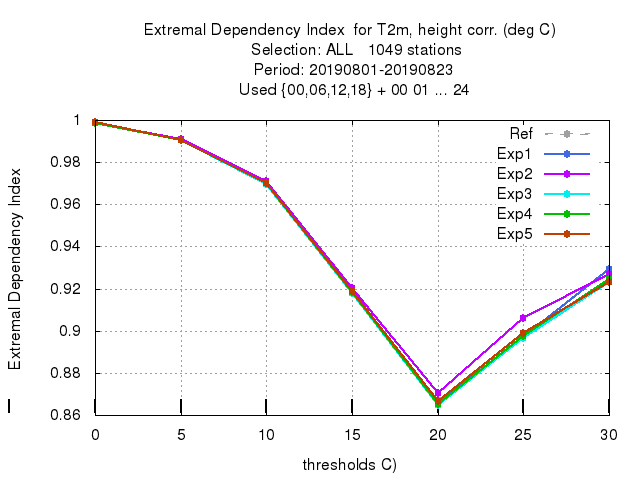 Extremal Dependency Index for T2m, height corr. (deg C)
Selection: ALL 1049 stations
Period: 20190801-20190823
Used {00,06,12,18} + 00 01 ... 24
Extremal Dependency Index
1
0.98
0.96
0.94
0.92
0.9
0.88
0.86
Ref
Exp1
Exp2
Exp3
Exp4
Exp5
0 5 10 15 20 25 30
thresholds C)